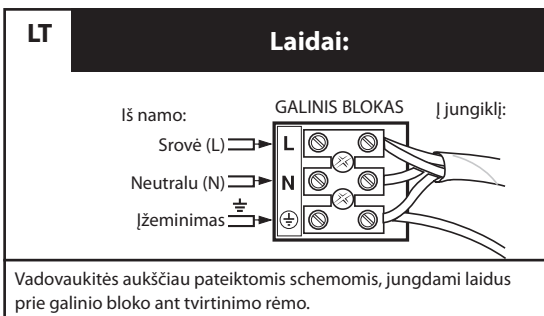 LT
Laidai:
Iš namo:
GALINIS BLOKAS
Į jungiklį:
Srovė (L)
L
Neutralu (N)
N
Įžeminimas
Vadovaukitės aukščiau pateiktomis schemomis, jungdami laidus
prie galinio bloko ant tvirtinimo rėmo.